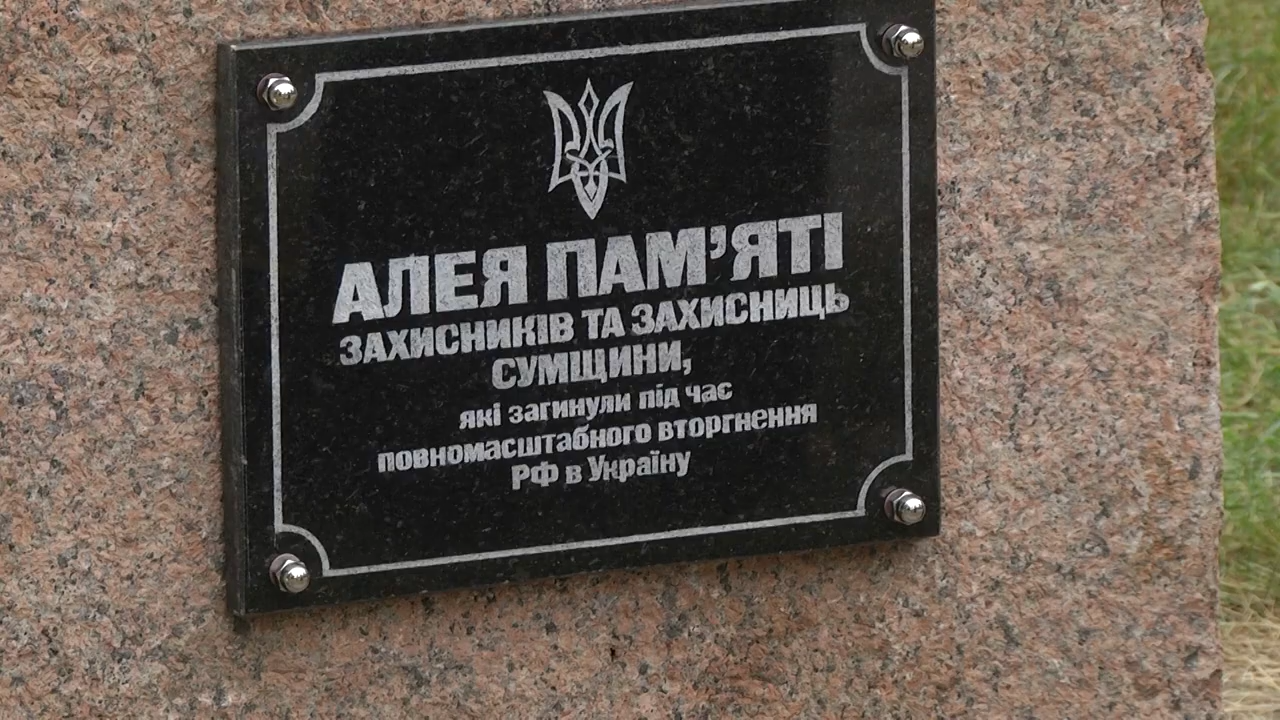 АЛЕЯ ПАМ’ЯТІ
ЗАХИСНИКІВ ТА ЗАХИСНИЦЬ
СУМЩИНИ,
які загинули під час
повномасштабного вторгнення
РФ в Україну